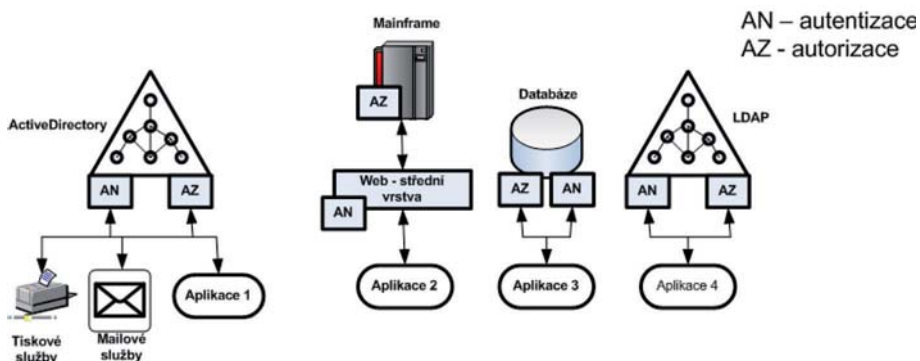 AN – autentizace
AZ - autorizace
Mainframe
AZ
Databáze
LDAP
ActiveDirectory
AN
AZ
Web - střední
vrstva
AN
AZ
AN
AN
AZ
Aplikace 1
Aplikace 2
Aplikace 3
Aplikace 4
Tiskové
služby
Mailové
služby